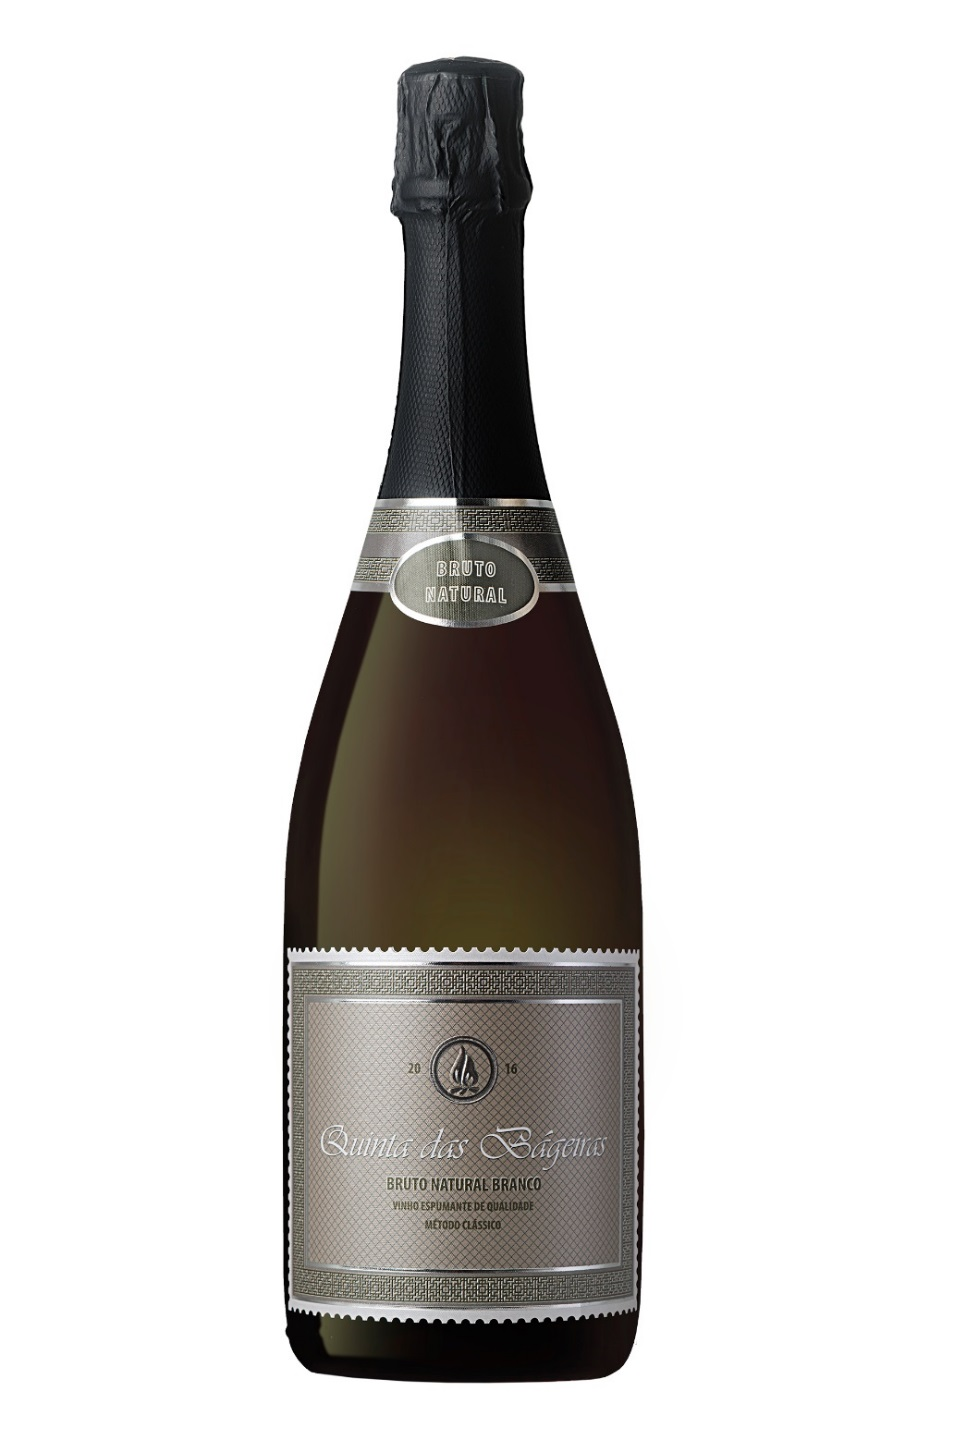 BRUTO
NATURAL
20 16
Quinta das Bágeiras
BRUTO NATURAL BRANCO
VINHO ESPUMANTE DE QUALIDADE
MÉTODO CLÁSSICO